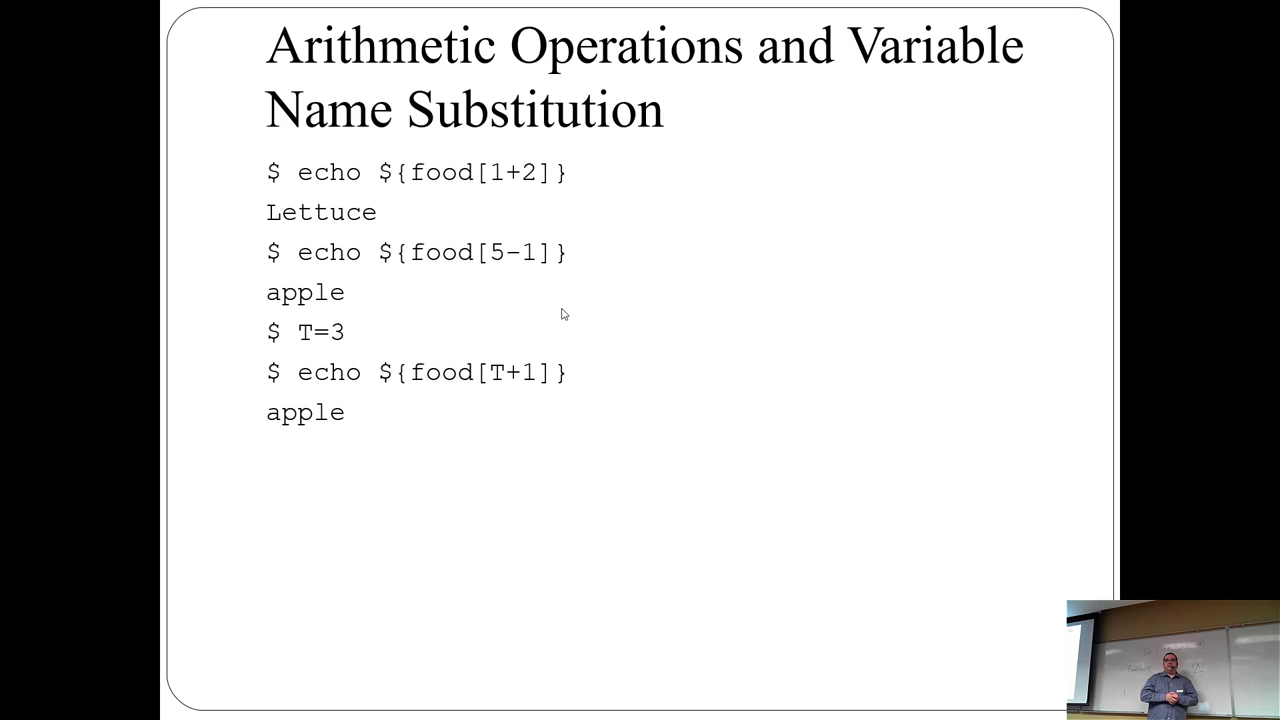 Arithmetic Operations and Variable
Name Substitution
$ echo ${food[1+2]}
Lettuce
$ echo ${food[5-1]}
apple
$ T=3
$ echo ${food[T+1]}
apple